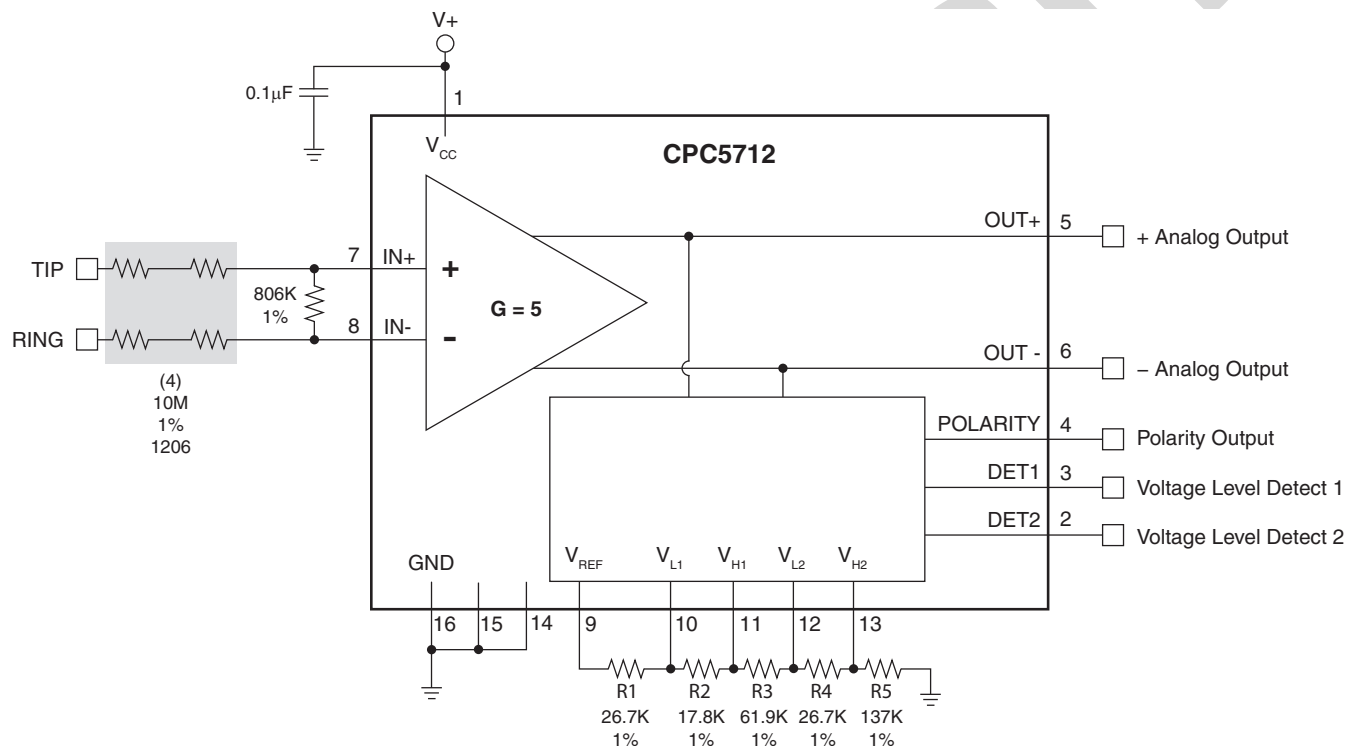 V+
0.1µF
1
VCC
CPC5712
OUT+ 5 + Analog Output
TIP
7 IN+
+
806K
1%
G = 5
RING
8 IN-
-
OUT - 6 – Analog Output
(4)
10M
1%
1206
POLARITY 4 Polarity Output
DET1 3 Voltage Level Detect 1
DET2 2 Voltage Level Detect 2
GND
VREF VL1 VH1 VL2 VH2
16 15 14 9 10 11 12 13
R1 R2 R3 R4 R5
26.7K 17.8K 61.9K 26.7K 137K
1% 1% 1% 1% 1%